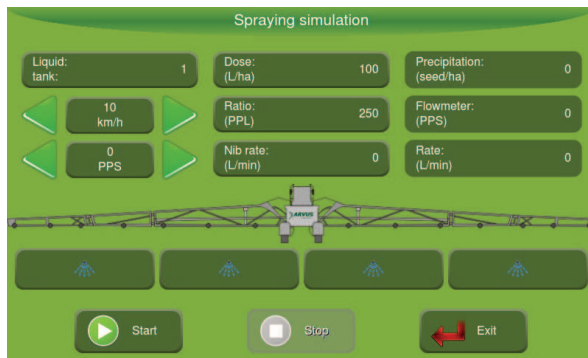 Spraying simulation
Liquid: 1
tank:
Dose: 100
(L/ha)
Precipitation: 0
(seed/ha)
10
km/h
Ratio: 250
(PPL)
Flowmeter: 0
(PPS)
0
PPS
Nib rate: 0
(L/min)
Rate: 0
(L/min)
ARVUS
Start
Stop
Exit